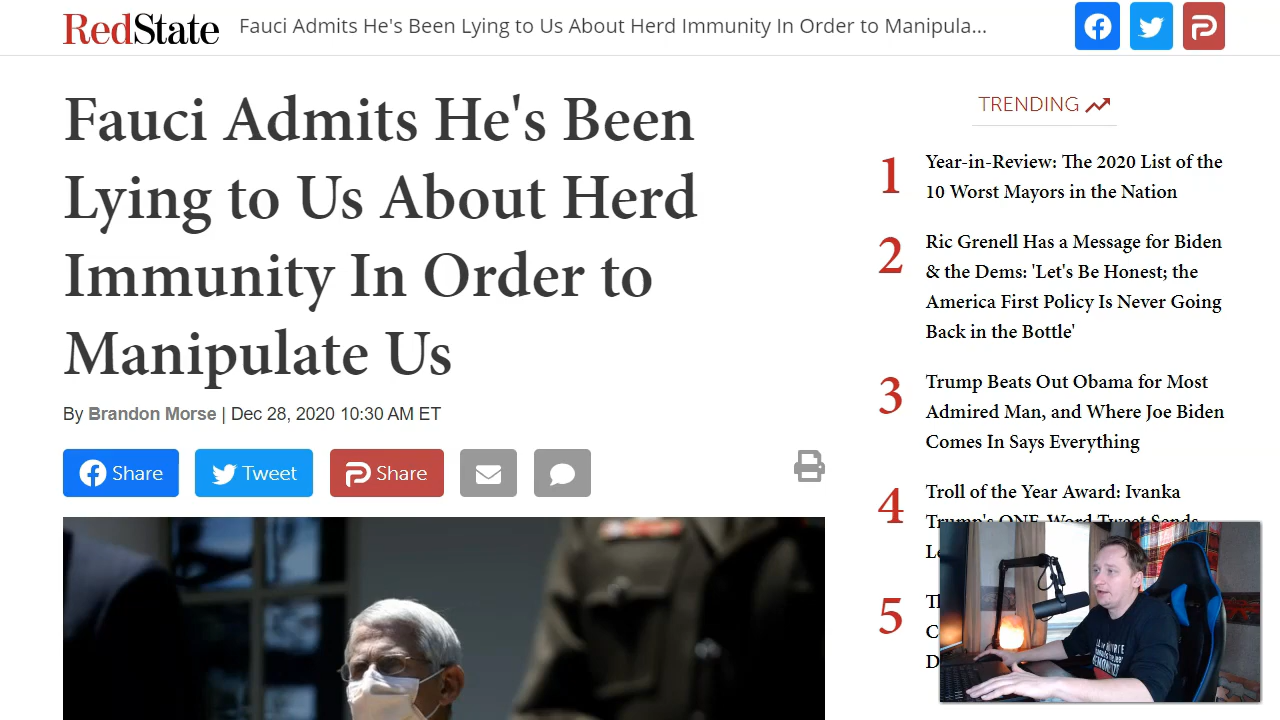 RedState
Fauci Admits He's Been Lying to Us About Herd Immunity In Order to Manipula...
Fauci Admits He's Been
Lying to Us About Herd
Immunity In Order to
Manipulate Us
By Brandon Morse | Dec 28, 2020 10:30 AM ET
Share
Tweet
Share
TRENDING
1
Year-in-Review: The 2020 List of the
10 Worst Mayors in the Nation
2
Ric Grenell Has a Message for Biden
& the Dems: 'Let's Be Honest; the
America First Policy Is Never Going
Back in the Bottle'
3
Trump Beats Out Obama for Most
Admired Man, and Where Joe Biden
Comes In Says Everything
4
Troll of the Year Award: Ivanka
Trump's ONE-Word Tweet Sends
5